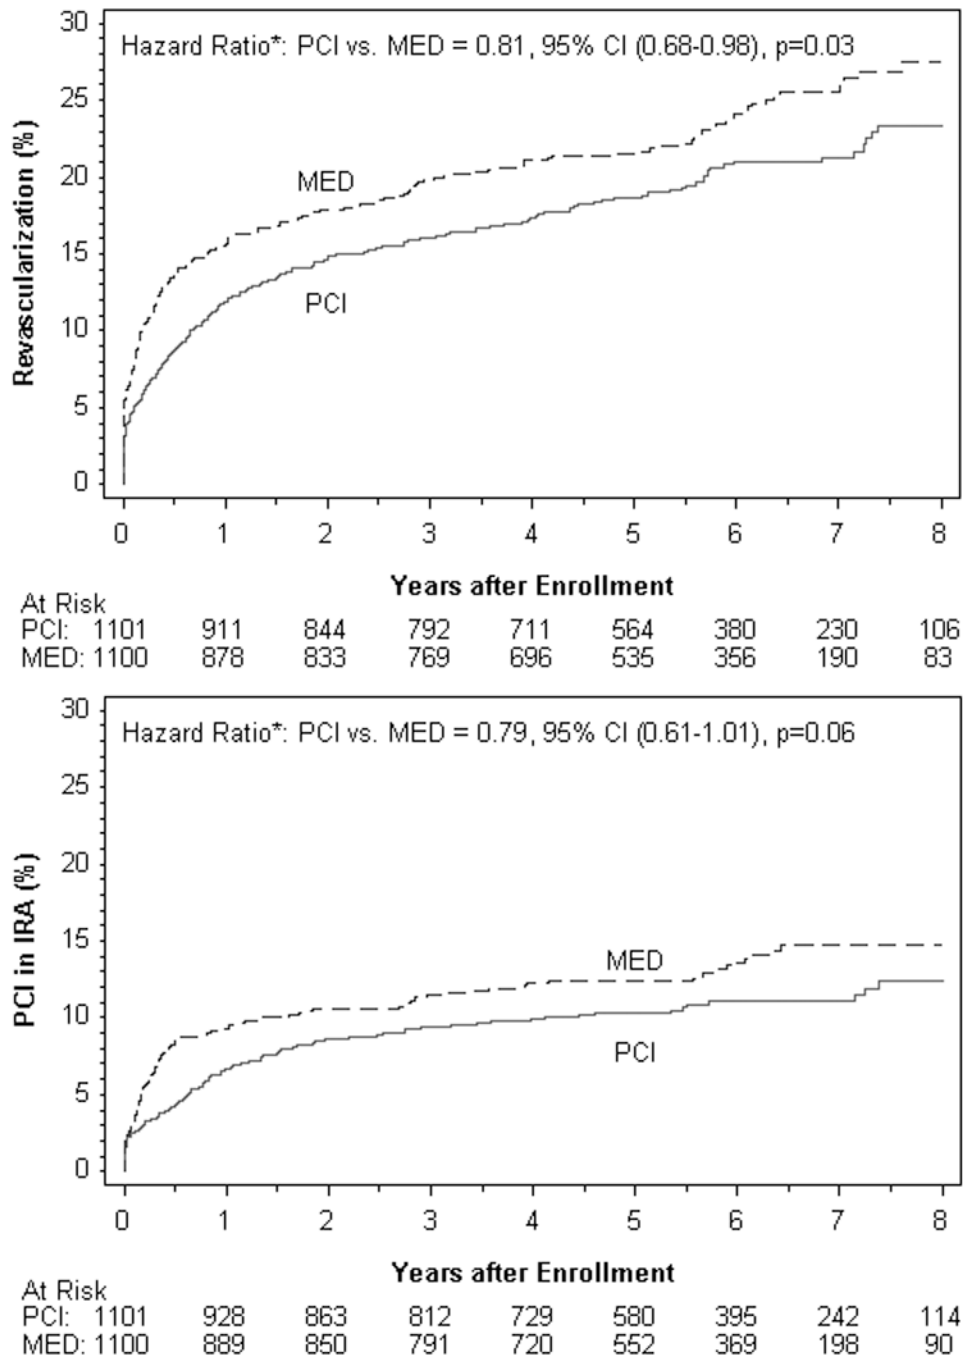 Hazard Ratio*: PCI vs. MED = 0.81, 95% CI (0.68-0.98), p=0.03
Revascularization (%)
30
25
20
15
10
5
0
MED
PCI
0 1 2 3 4 5 6 7 8
Years after Enrollment
At Risk
PCI: 1101 911 844 792 711 564 380 230 106
MED: 1100 878 833 769 696 535 356 190 83
Hazard Ratio*: PCI vs. MED = 0.79, 95% CI (0.61-1.01), p=0.06
PCI in IRA (%)
30
25
20
15
10
5
0
MED
PCI
0 1 2 3 4 5 6 7 8
Years after Enrollment
At Risk
PCI: 1101 928 863 812 729 580 395 242 114
MED: 1100 889 850 791 720 552 369 198 90